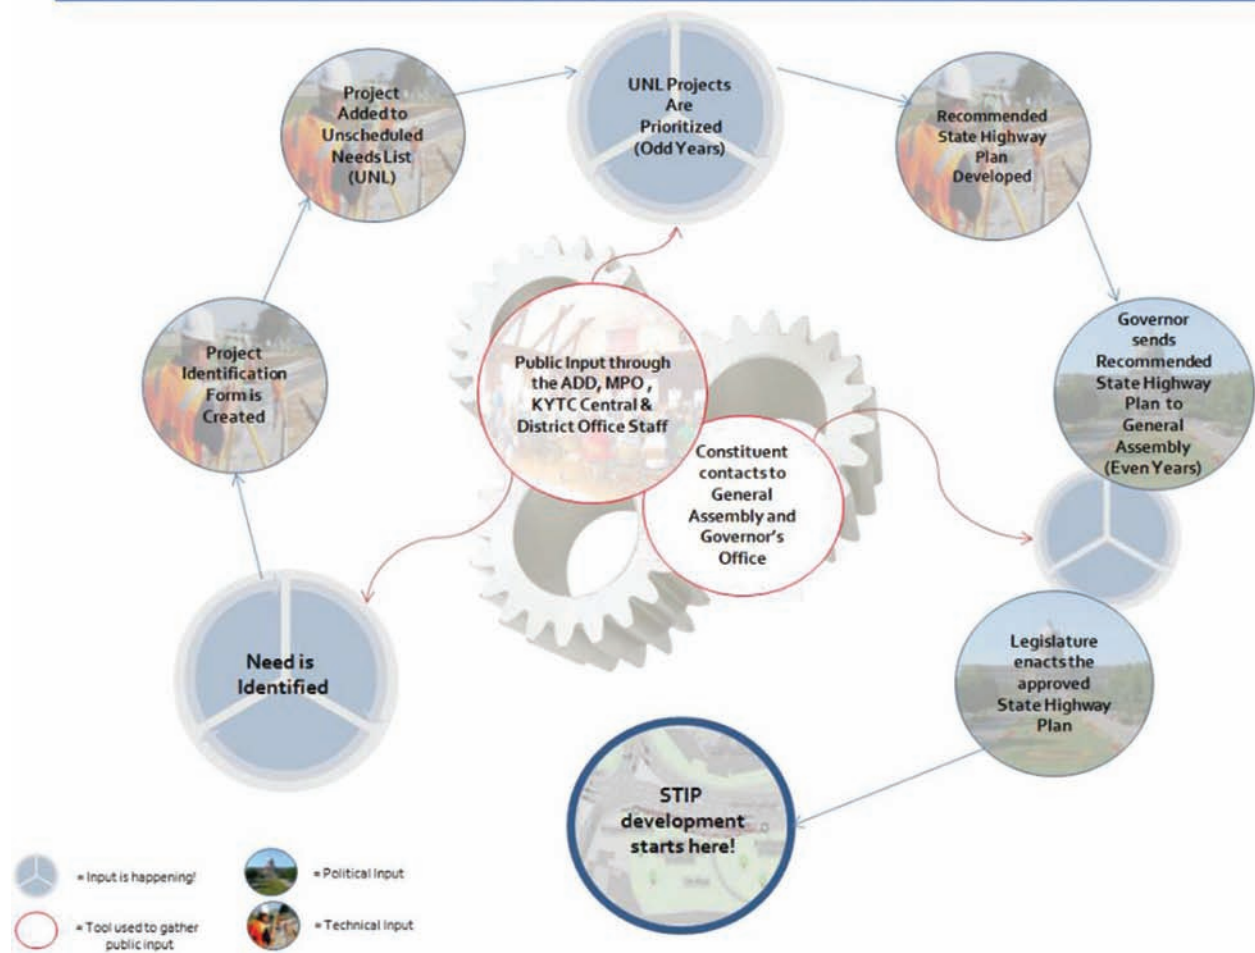 Need is
Identified
Project
Identification
Form is
Created
Project
Added to
Unscheduled
Needs List
(UNL)
UNL Projects
Are
Prioritized
(Odd Years)
Recommended
State Highway
Plan
Developed
Governor
sends
Recommended
State Highway
Plan to
General
Assembly
(Even Years)
Legislature
enacts the
approved
State Highway
Plan
STIP
development
starts here!
Public Input through
the ADD, MPO ,
KYTC Central &
District Office Staff
Constituent
contacts to
General
Assembly and
Governor's
Office
= Input is happening!
= Political Input
= Tool used to gather
public input
= Technical Input